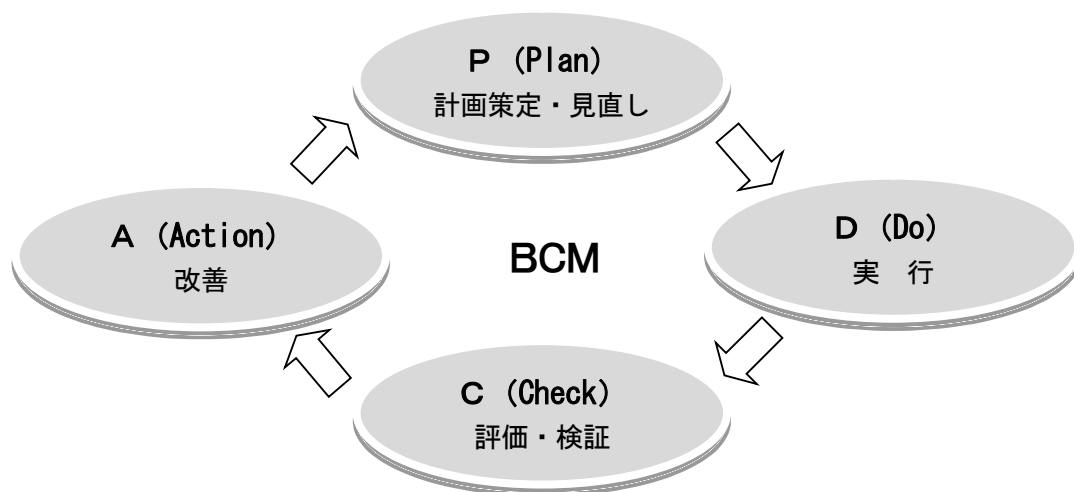 Ｐ（Plan）
計画策定・見直し
Ａ（Action）
改善
BCM
Ｄ（Do）
実　行
Ｃ（Check）
評価・検証